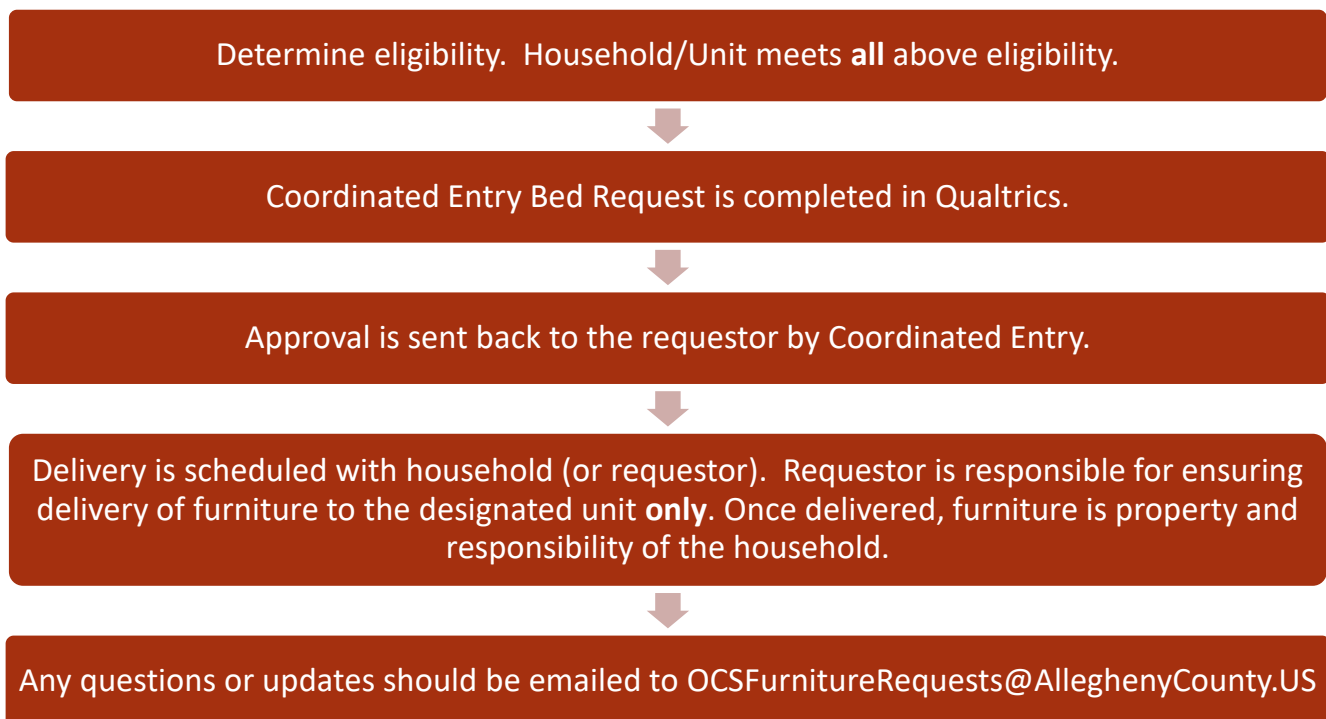 Determine eligibility.  Household/Unit meets all above eligibility.
Coordinated Entry Bed Request is completed in Qualtrics.
Approval is sent back to the requestor by Coordinated Entry.
Delivery is scheduled with household (or requestor).  Requestor is responsible for ensuring
delivery of furniture to the designated unit only. Once delivered, furniture is property and
responsibility of the household.
Any questions or updates should be emailed to OCSFurnitureRequests@AlleghenyCounty.US